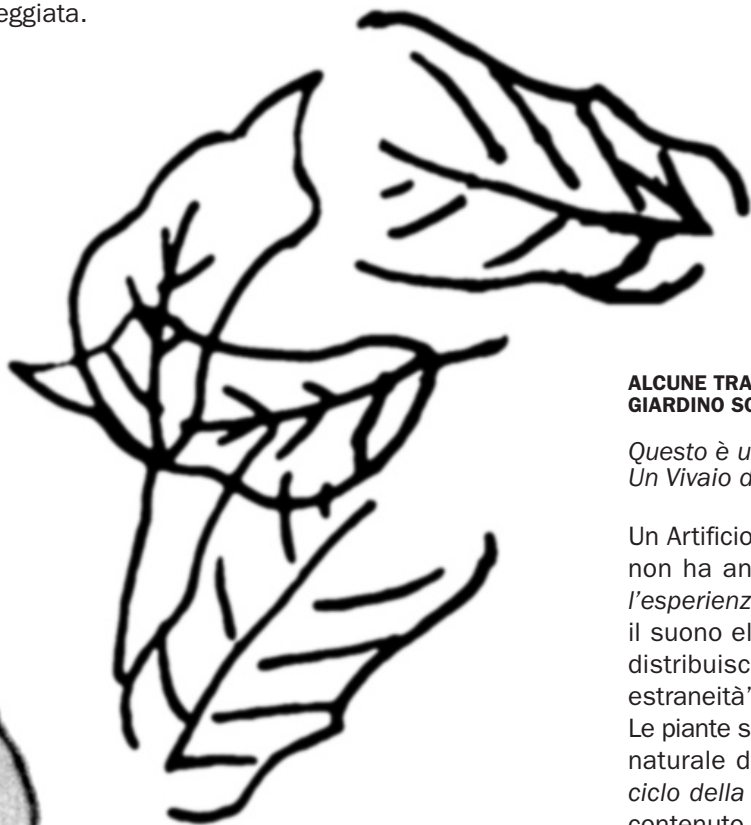 eggiata.
ALCUNE TRA
GIARDINO SO
Questo è u
Un Vivaio d
Un Artificio
non ha an
l'esperienz
il suono el
distribuisc
estraneità'
Le piante s
naturale d
ciclo della
contenuto